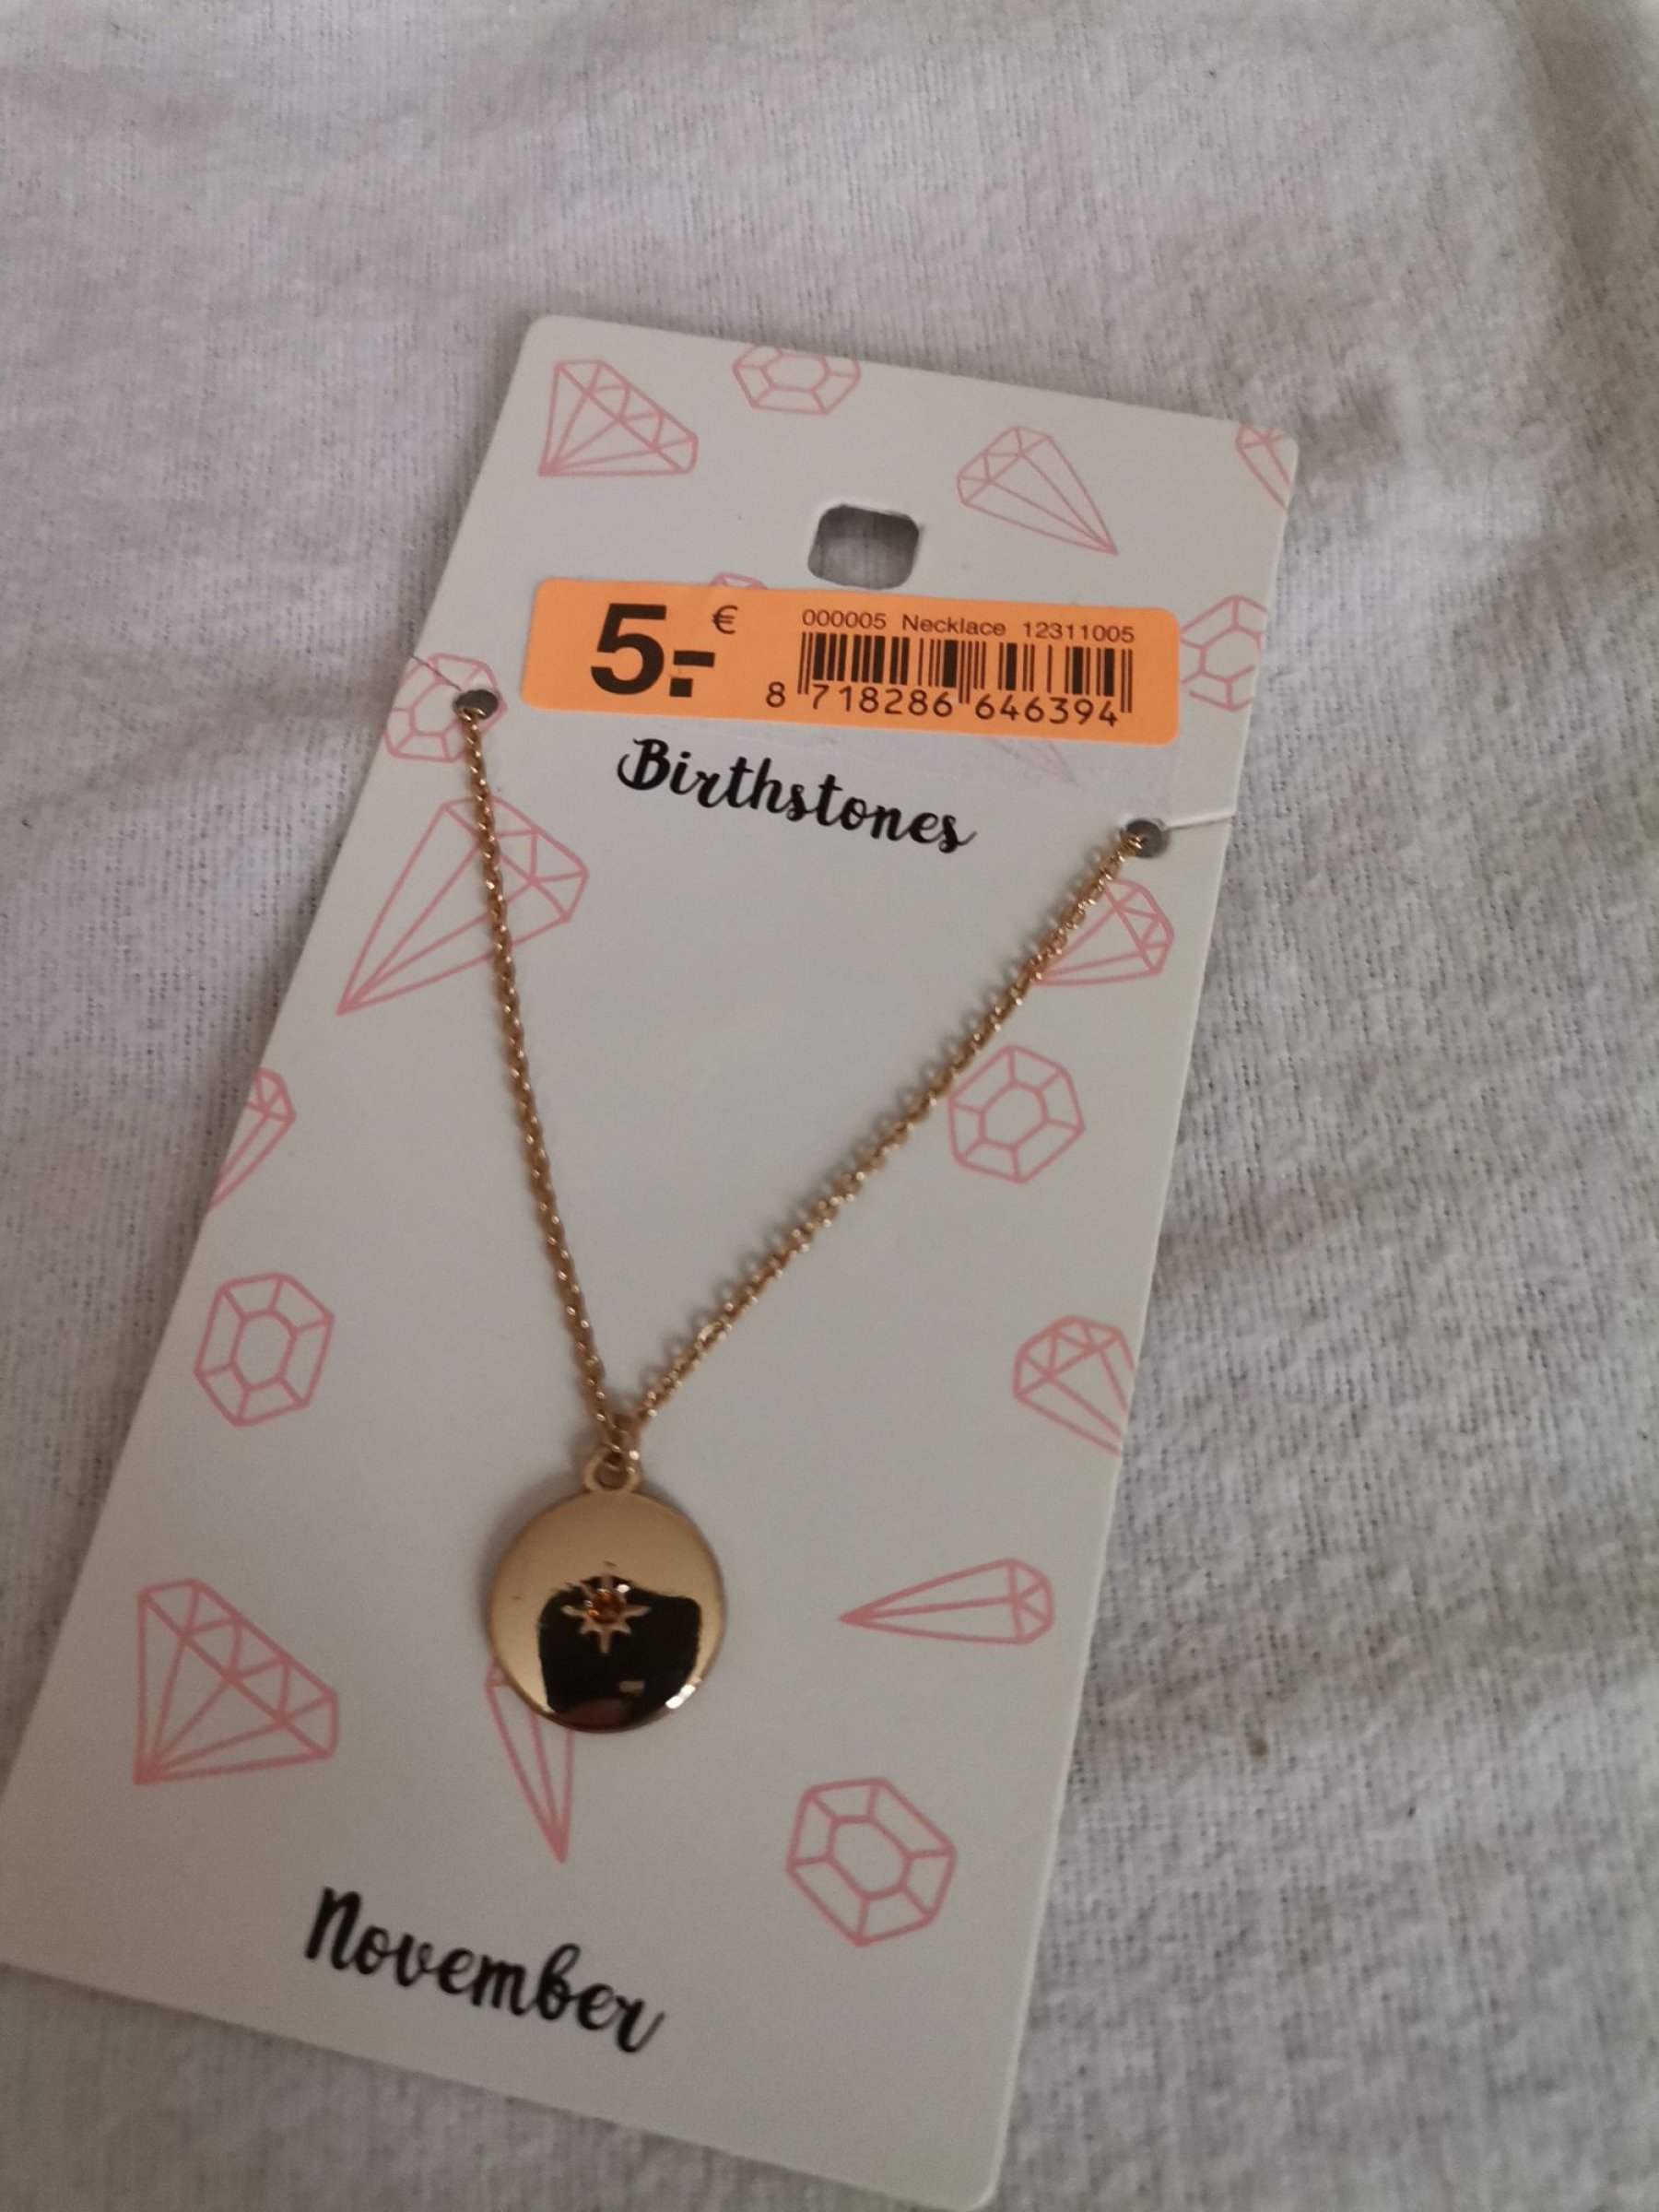 5.- €
000005 Necklace 12311005
8 718286 646394
Birthstones
November